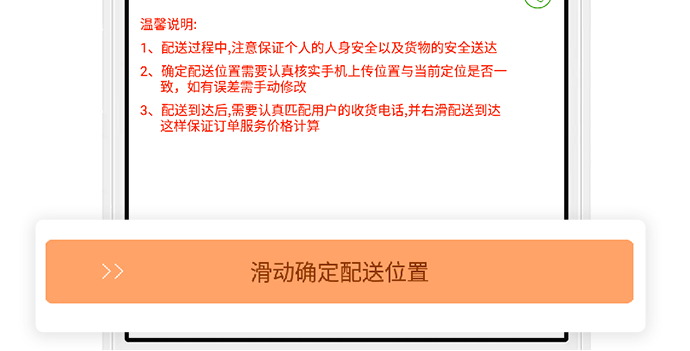 温馨说明:
1、配送过程中,注意保证个人的人身安全以及货物的安全送达
2、确定配送位置需要认真核实手机上传位置与当前定位是否一
致，如有误差需手动修改
3、配送到达后,需要认真匹配用户的收货电话,并右滑配送到达
这样保证订单服务价格计算
滑动确定配送位置